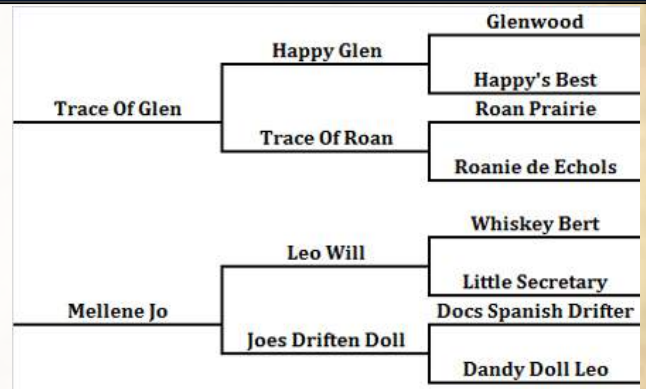 Glenwood
Happy Glen
Happy's Best
Trace Of Glen
Roan Prairie
Trace Of Roan
Roanie de Echols
Whiskey Bert
Leo Will
Little Secretary
Mellene Jo
Docs Spanish Drifter
Joes Driften Doll
Dandy Doll Leo